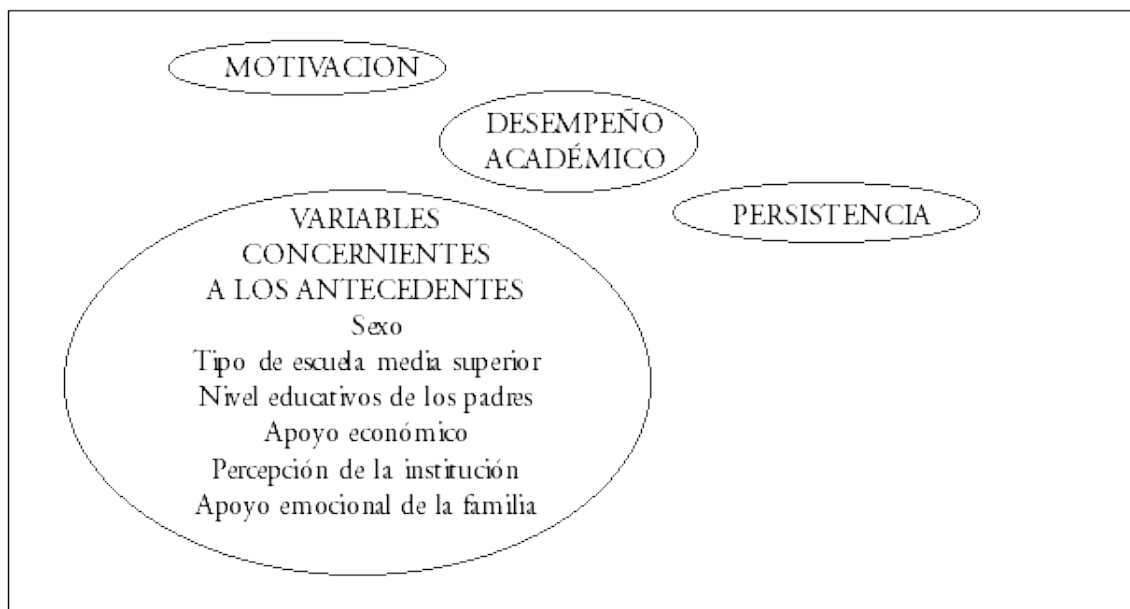 MOTIVACION
DESEMPEÑO
ACADÉMICO
PERSISTENCIA
VARIABLES
CONCERNIENTES
A LOS ANTECEDENTES
Sexo
Tipo de escuela media superior
Nivel educativos de los padres
Apoyo económico
Percepción de la institución
Apoyo emocional de la familia